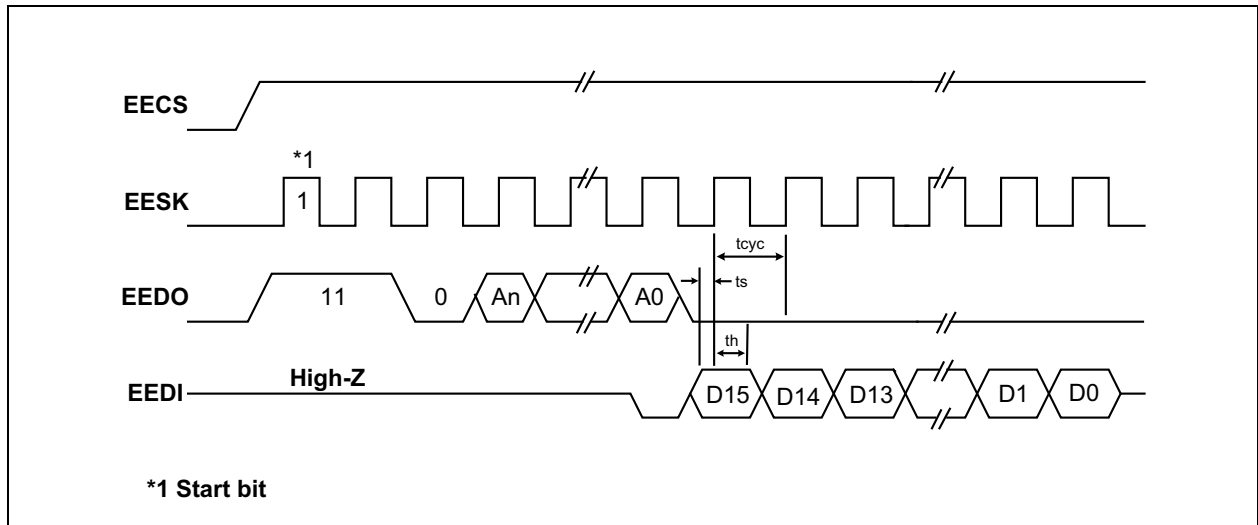 EECS
*1
EESK
1
tcyc
EEDO
11
0
An
A0
ts
th
High-Z
EEDI
D15
D14
D13
D1
D0
*1 Start bit